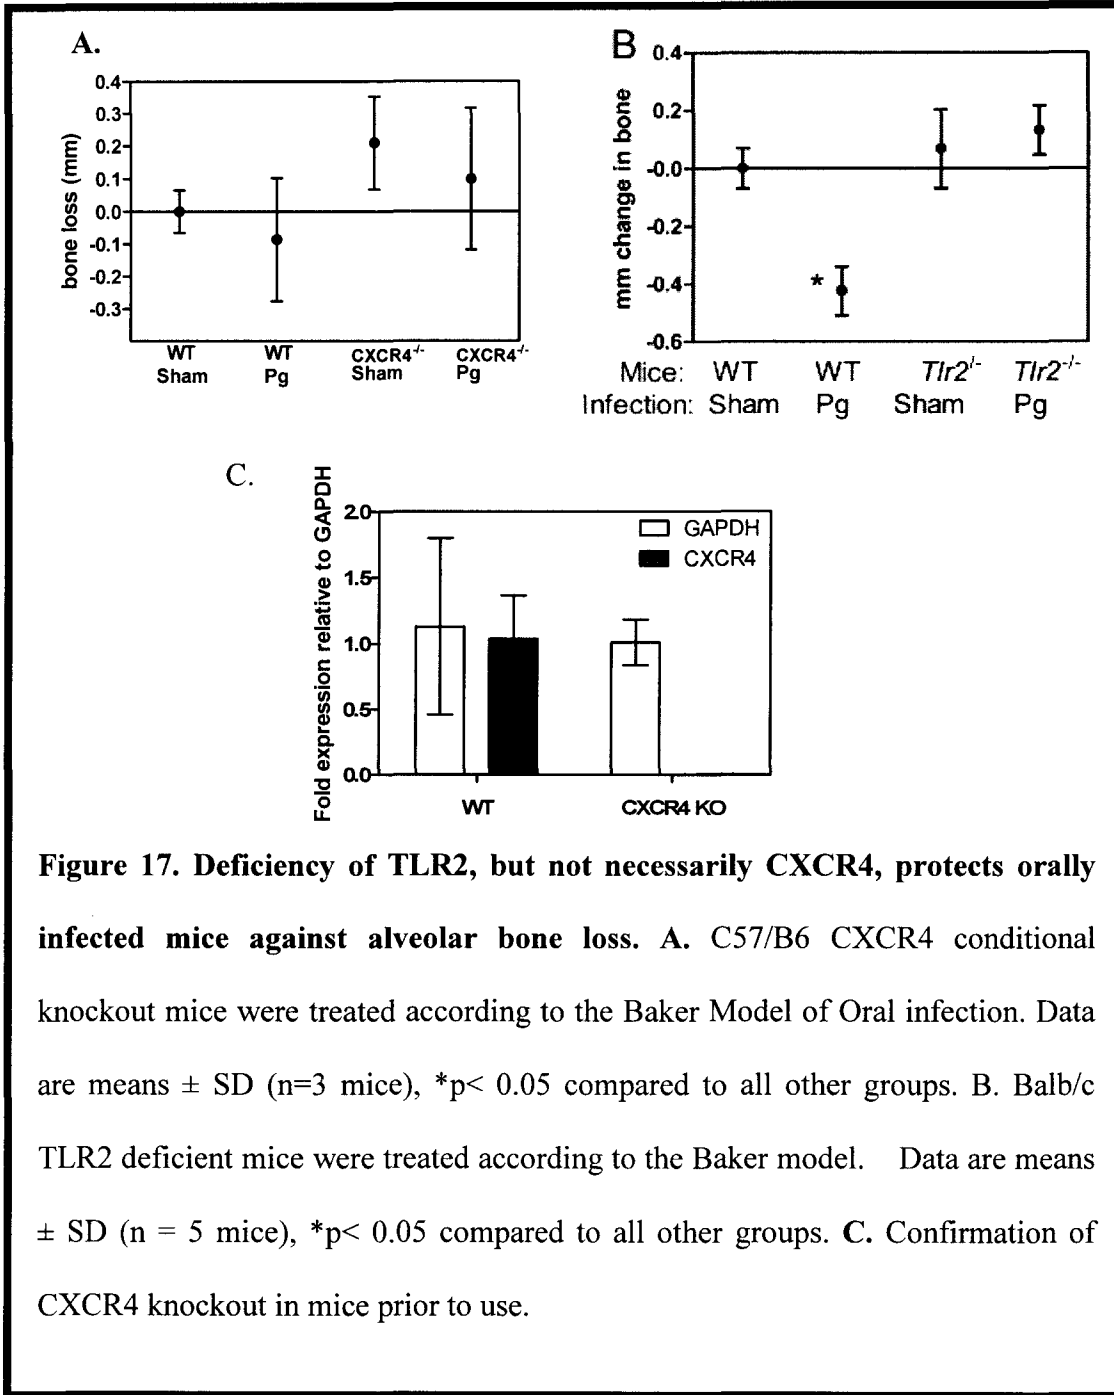 A.
0.4
0.3
0.2
0.1
0.0
-0.1
-0.2
-0.3
bone loss (mm)
WT
Sham
WT
Pg
CXCR4-/-
Sham
CXCR4-/-
Pg
B
0.4
0.2
-0.0
-0.2
-0.4
-0.6
mm change in bone
*
Mice: WT WT Tlr2/- Tlr2-/-
Infection: Sham Pg Sham Pg
C.
Fold expression relative to GAPDH
2.0
1.5
1.0
0.5
0.0
GAPDH
CXCR4
WT CXCR4 KO
Figure 17. Deficiency of TLR2, but not necessarily CXCR4, protects orally
infected mice against alveolar bone loss. A. C57/B6 CXCR4 conditional
knockout mice were treated according to the Baker Model of Oral infection. Data
are means ± SD (n=3 mice), *p< 0.05 compared to all other groups. B. Balb/c
TLR2 deficient mice were treated according to the Baker model. Data are means
± SD (n = 5 mice), *p< 0.05 compared to all other groups. C. Confirmation of
CXCR4 knockout in mice prior to use.